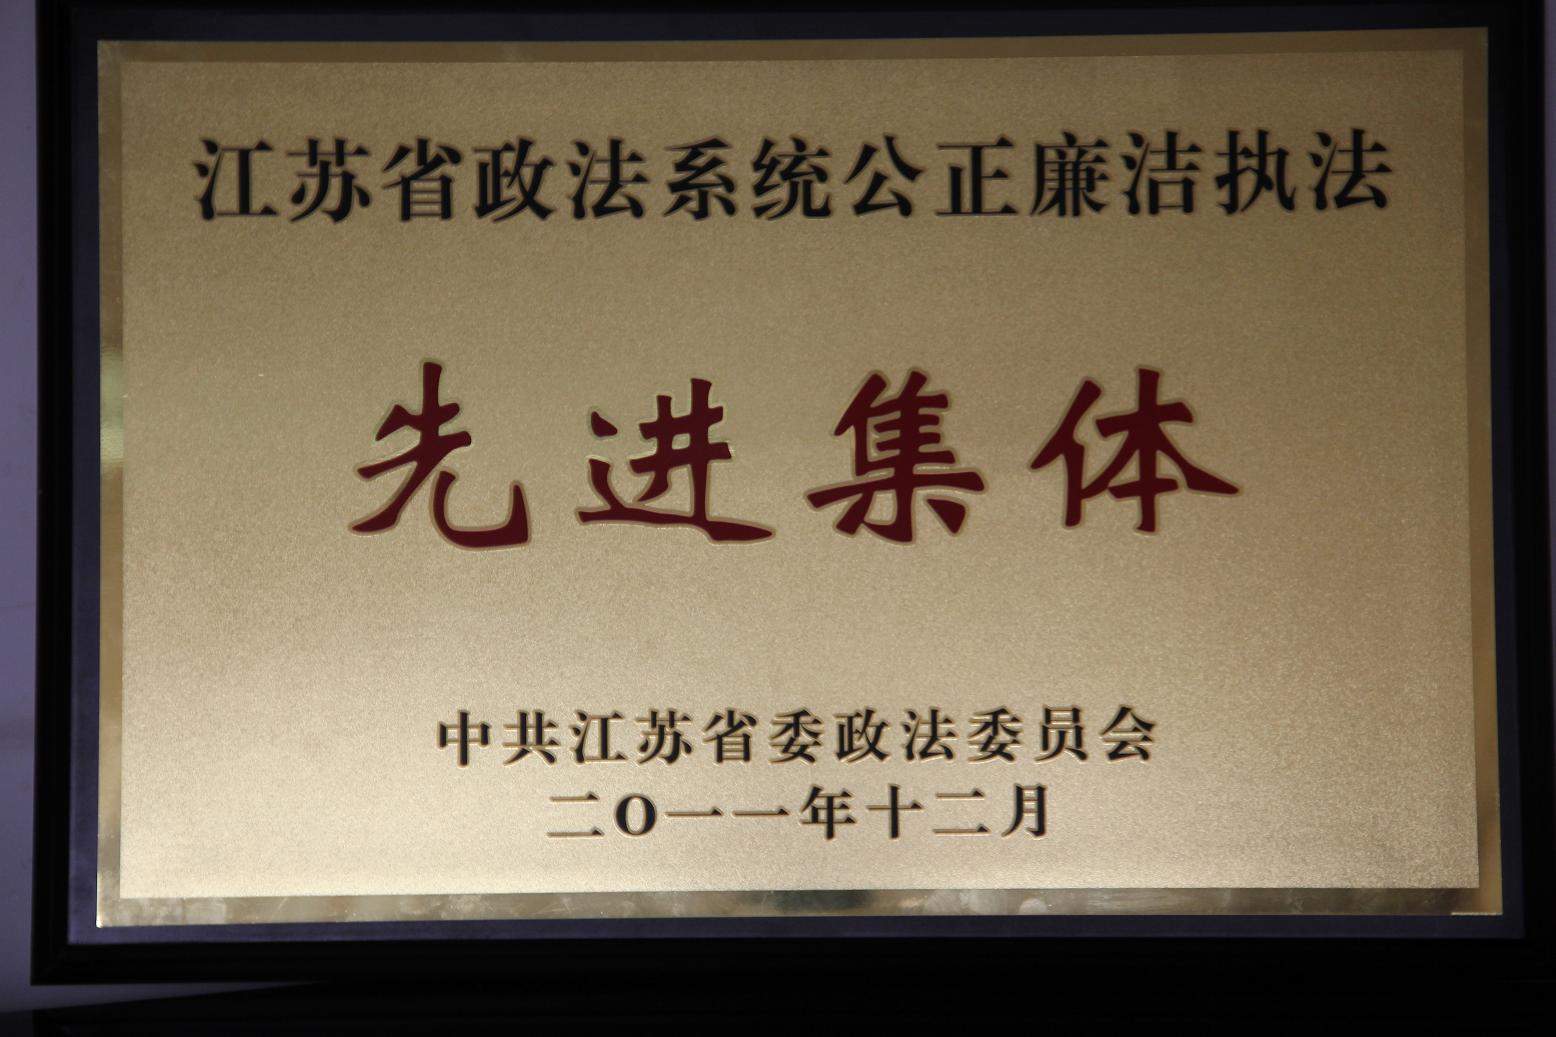 江苏省政法系统公正廉洁执法
先进集体
中共江苏省委政法委员会
二O一一年十二月